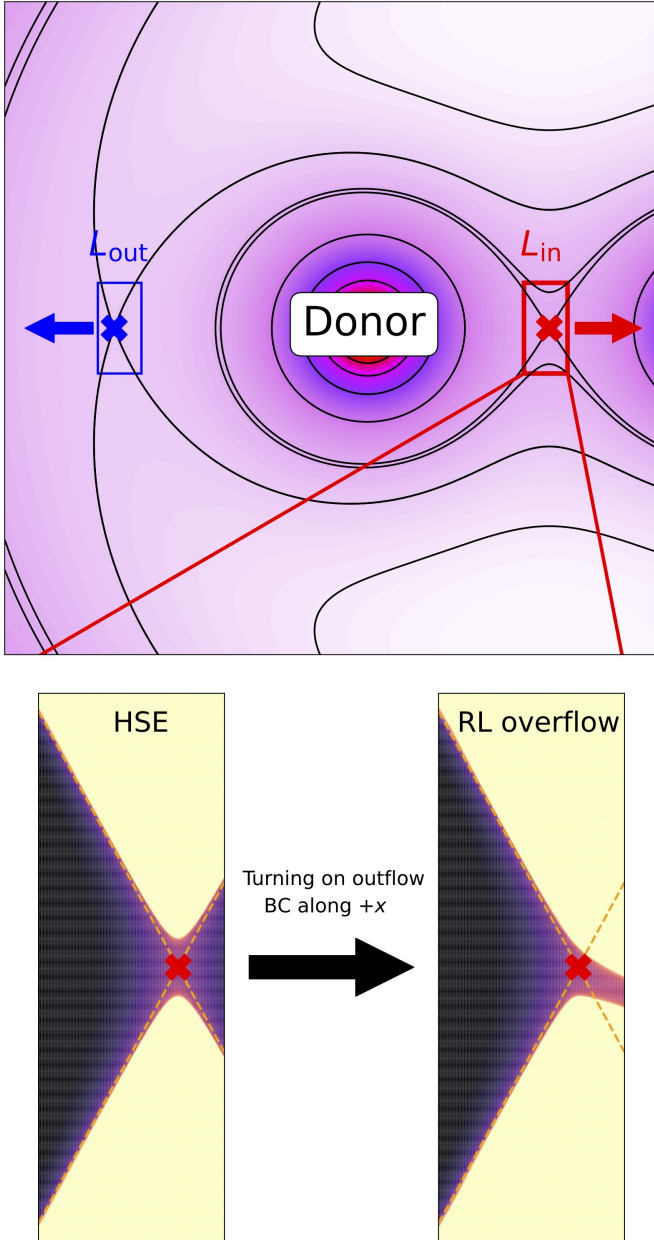 L_out
L_in
Donor
HSE
RL overflow
Turning on outflow
BC along +x